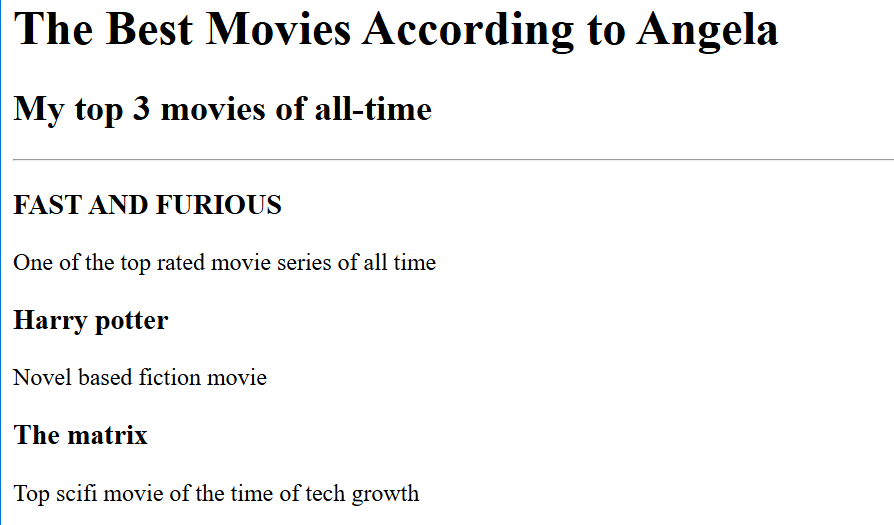 The Best Movies According to Angela
My top 3 movies of all-time
FAST AND FURIOUS
One of the top rated movie series of all time
Harry potter
Novel based fiction movie
The matrix
Top scifi movie of the time of tech growth